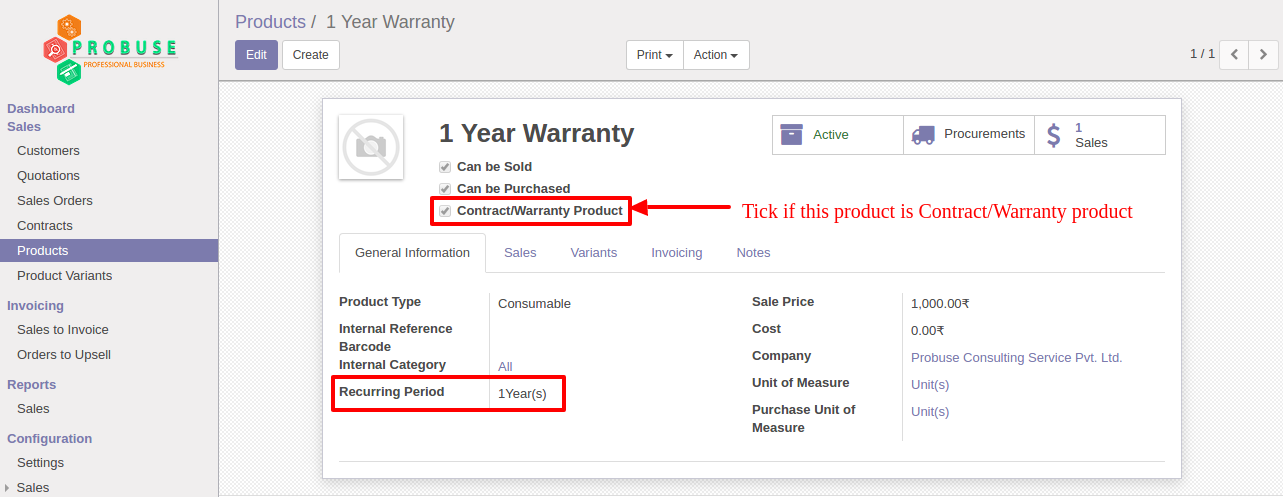 PROBUSE
PROFESSIONAL BUSINESS
Dashboard
Sales
Customers
Quotations
Sales Orders
Contracts
Products
Product Variants
Invoicing
Sales to Invoice
Orders to Upsell
Reports
Sales
Configuration
Settings
Sales
Products / 1 Year Warranty
Edit Create Print Action 1 / 1
1 Year Warranty
Active Procurements 1 Sales
Can be Sold
Can be Purchased
Contract/Warranty Product Tick if this product is Contract/Warranty product
General Information Sales Variants Invoicing Notes
Product Type Consumable
Internal Reference
Barcode
Internal Category All
Recurring Period 1Year(s)
Sale Price 1,000.00₹
Cost 0.00₹
Company Probuse Consulting Service Pvt. Ltd.
Unit of Measure Unit(s)
Purchase Unit of Unit(s)
Measure